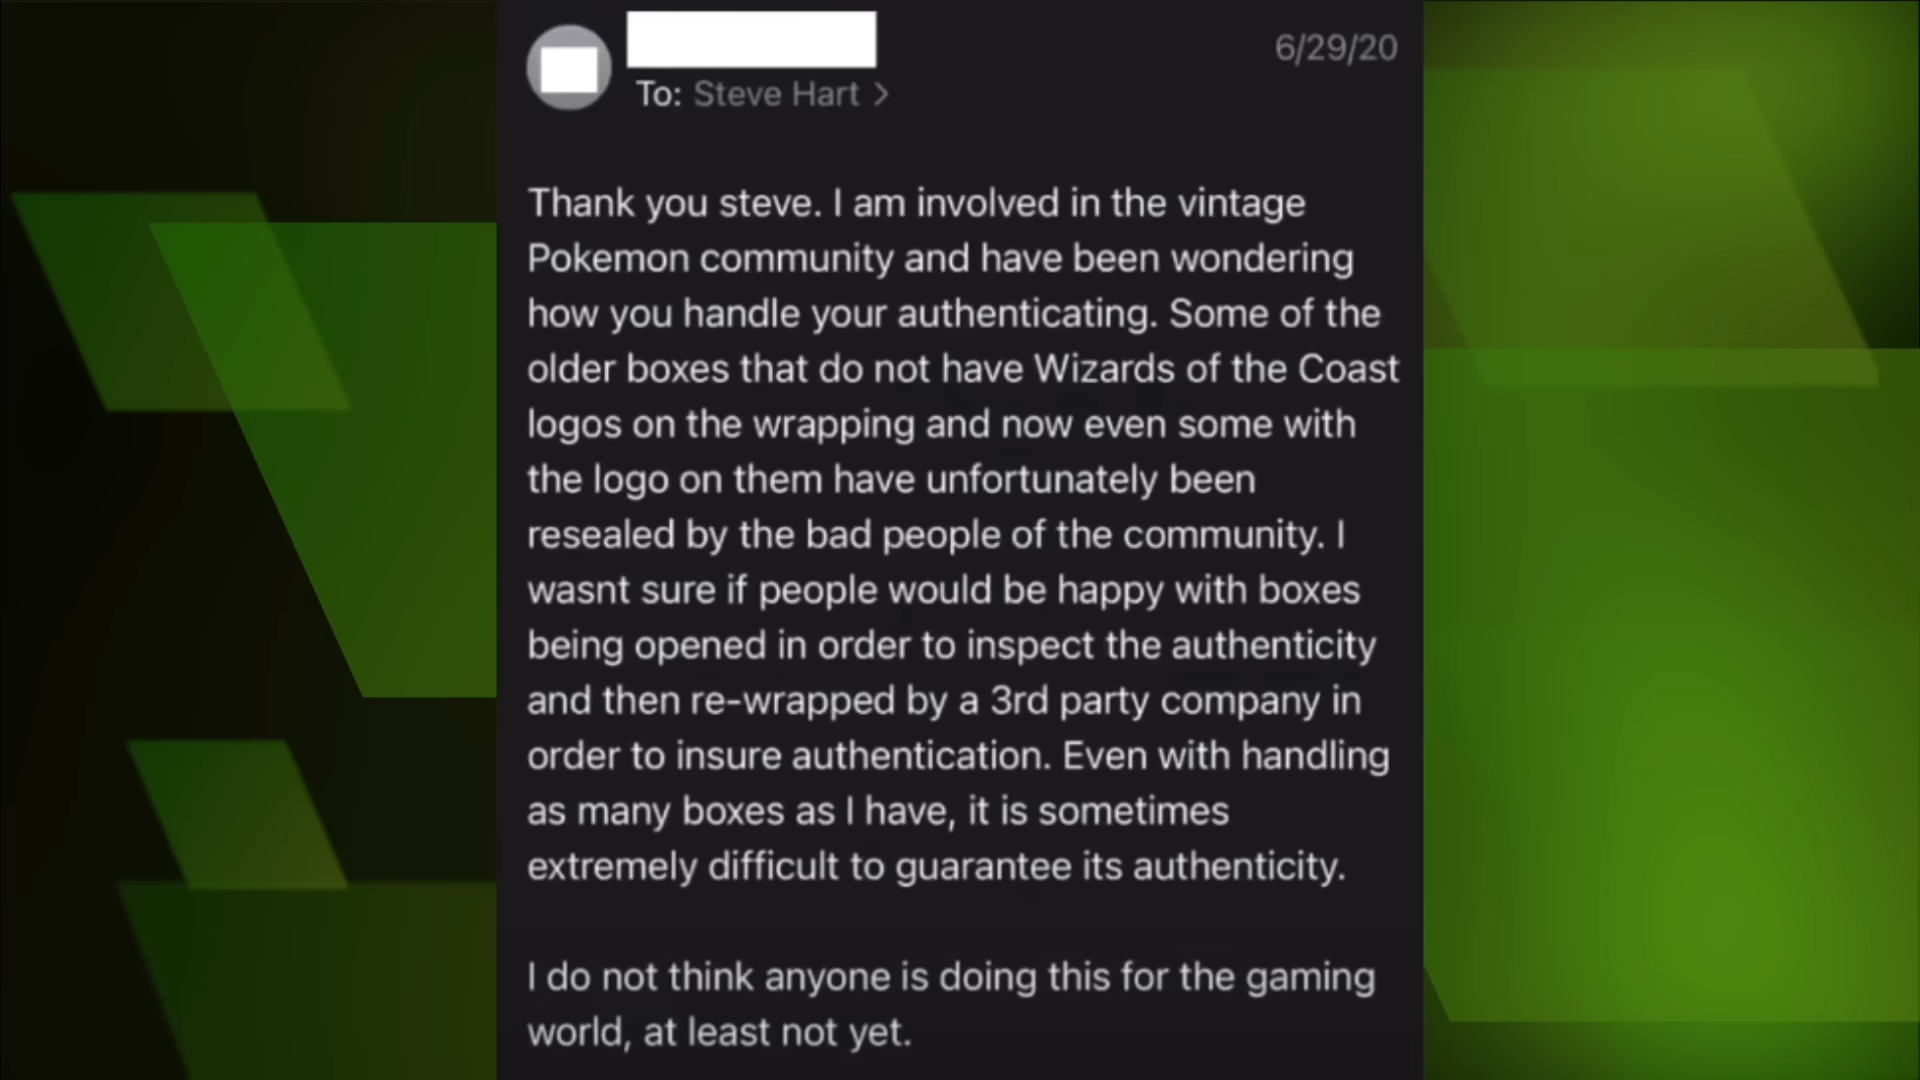 6/29/20
To: Steve Hart >
Thank you steve. I am involved in the vintage
Pokemon community and have been wondering
how you handle your authenticating. Some of the
older boxes that do not have Wizards of the Coast
logos on the wrapping and now even some with
the logo on them have unfortunately been
resealed by the bad people of the community. I
wasnt sure if people would be happy with boxes
being opened in order to inspect the authenticity
and then re-wrapped by a 3rd party company in
order to insure authentication. Even with handling
as many boxes as I have, it is sometimes
extremely difficult to guarantee its authenticity.
I do not think anyone is doing this for the gaming
world, at least not yet.